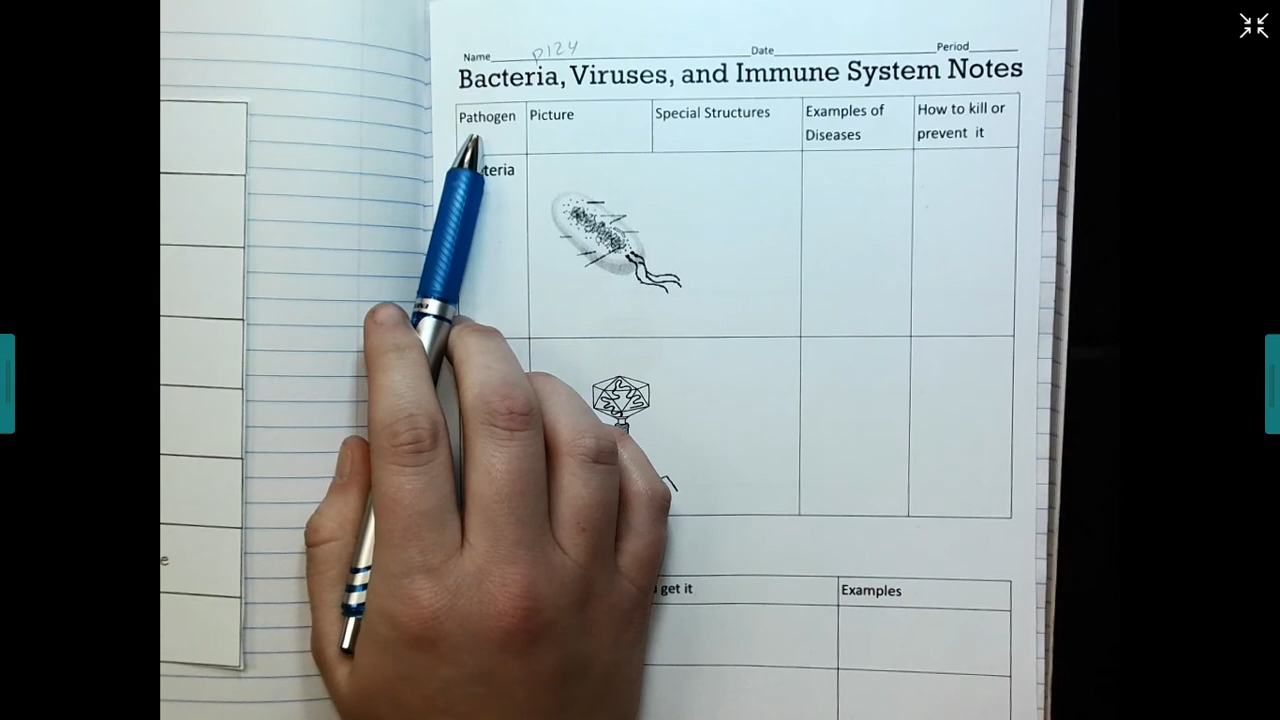 Name p124 Date Period
Bacteria, Viruses, and Immune System Notes
Pathogen Picture Special Structures Examples of Diseases How to kill or prevent it
teria
get it Examples
e